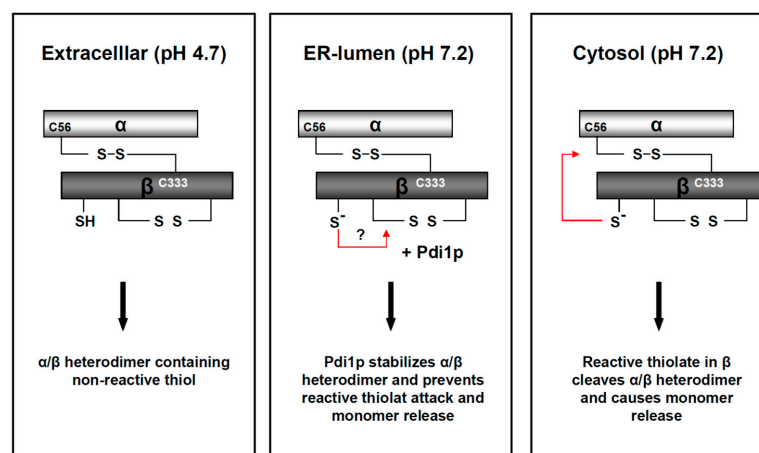 Extracelllar (pH 4.7)
C56
α
S-S
β C333
SH
S S
α/β heterodimer containing
non-reactive thiol
ER-lumen (pH 7.2)
C56
α
S-S
β C333
S-
?
S S
+ Pdi1p
Pdi1p stabilizes α/β
heterodimer and prevents
reactive thiolat attack and
monomer release
Cytosol (pH 7.2)
C56
α
S-S
β C333
S-
S S
Reactive thiolate in β
cleaves α/β heterodimer
and causes monomer
release